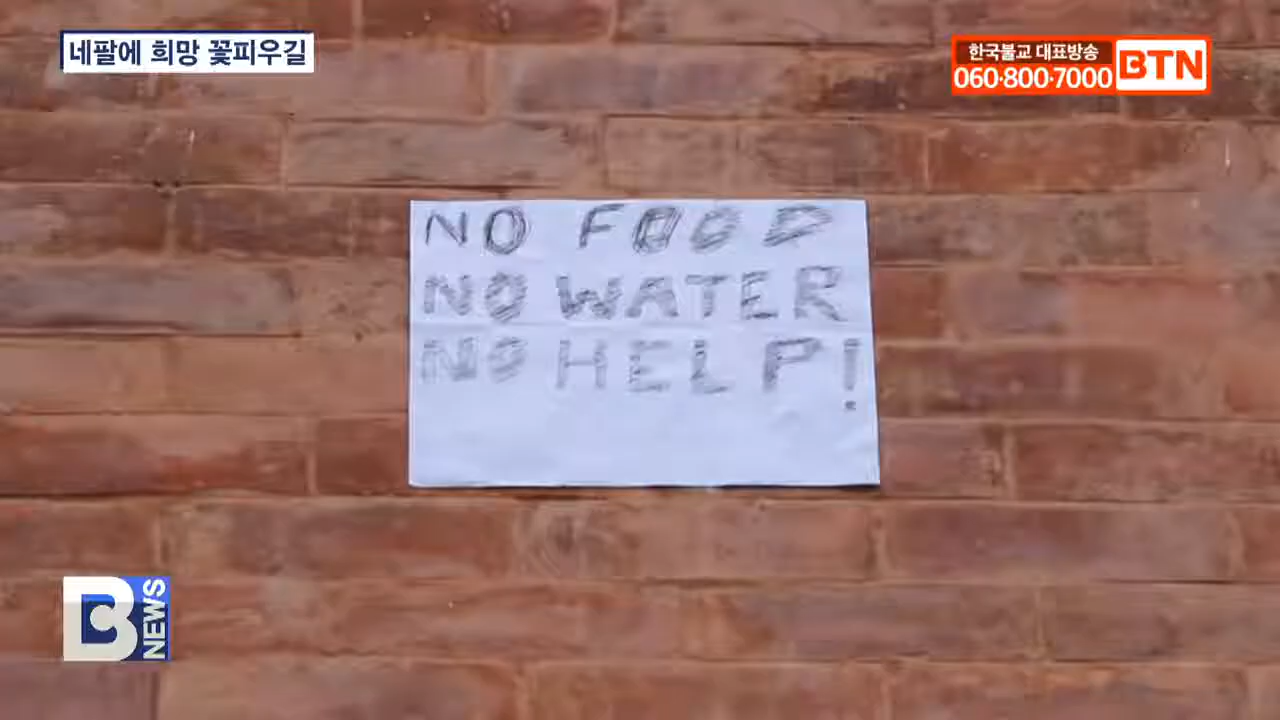 네팔에 희망 꽃피우길
한국불교 대표방송
060·800·7000
BTN
NO FOOD
NO WATER
NO HELP!
B NEWS